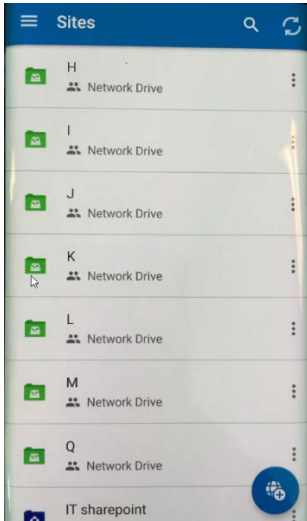 Sites
H
Network Drive
I
Network Drive
J
Network Drive
K
Network Drive
L
Network Drive
M
Network Drive
Q
Network Drive
IT sharepoint